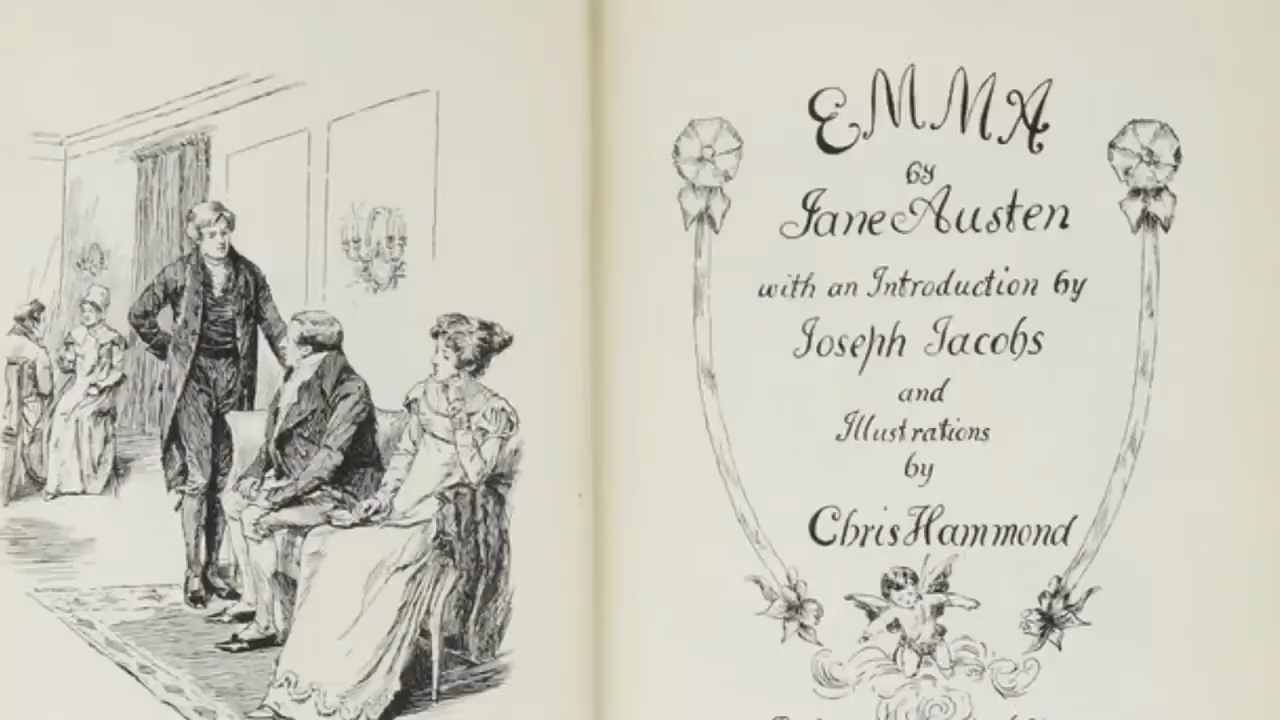 EMMA
by
Jane Austen
with an Introduction by
Joseph Jacobs
and
Illustrations
by
Chris Hammond